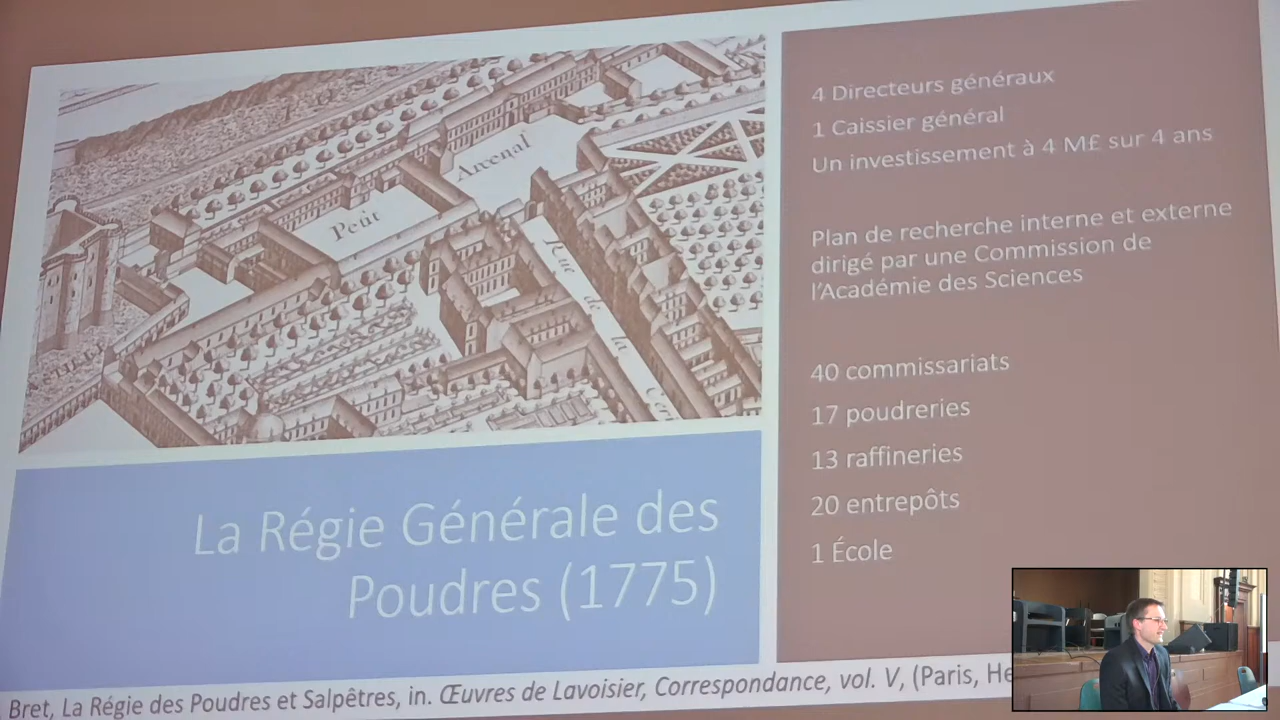 Arcenal
Petit
Rue de la
4 Directeurs généraux
1 Caissier général
Un investissement à 4 M£ sur 4 ans
Plan de recherche interne et externe
dirigé par une Commission de
l'Académie des Sciences
40 commissariats
17 poudreries
13 raffineries
20 entrepôts
1 École
La Régie Générale des
Poudres (1775)
Bret, La Régie des Poudres et Salpêtres, in. Œuvres de Lavoisier, Correspondance, vol. V, (Paris, He